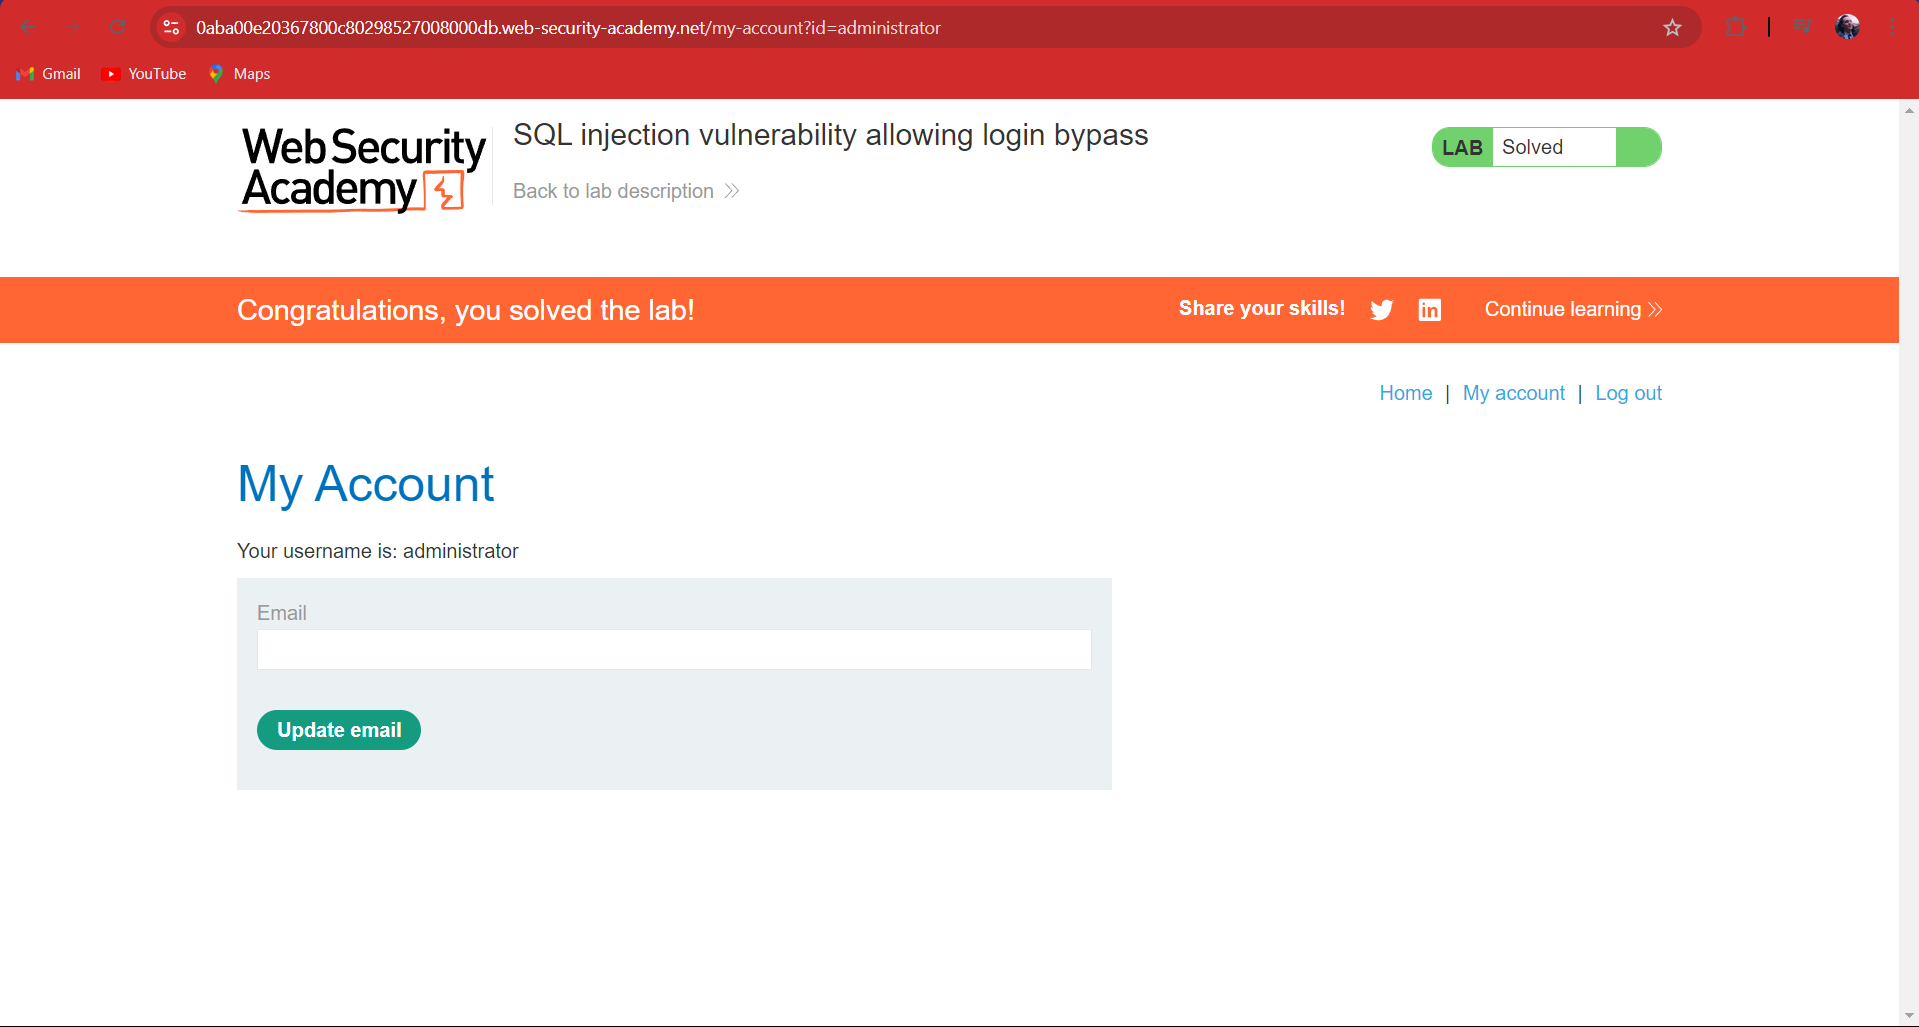 0aba00e20367800c80298527008000db.web-security-academy.net/my-account?id=administrator
Gmail YouTube Maps
Web Security
Academy
SQL injection vulnerability allowing login bypass
Back to lab description
LAB Solved
Congratulations, you solved the lab!
Share your skills! Continue learning
Home | My account | Log out
My Account
Your username is: administrator
Email
Update email